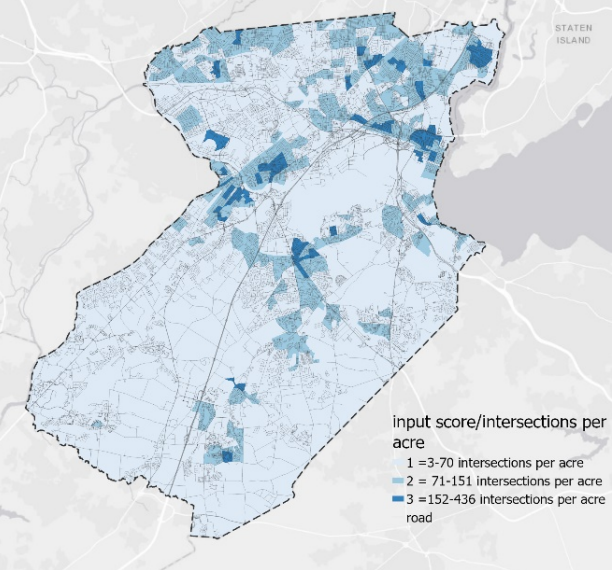 STATEN
ISLAND
input score/intersections per
acre
1 =3-70 intersections per acre
2 = 71-151 intersections per acre
3 =152-436 intersections per acre
road